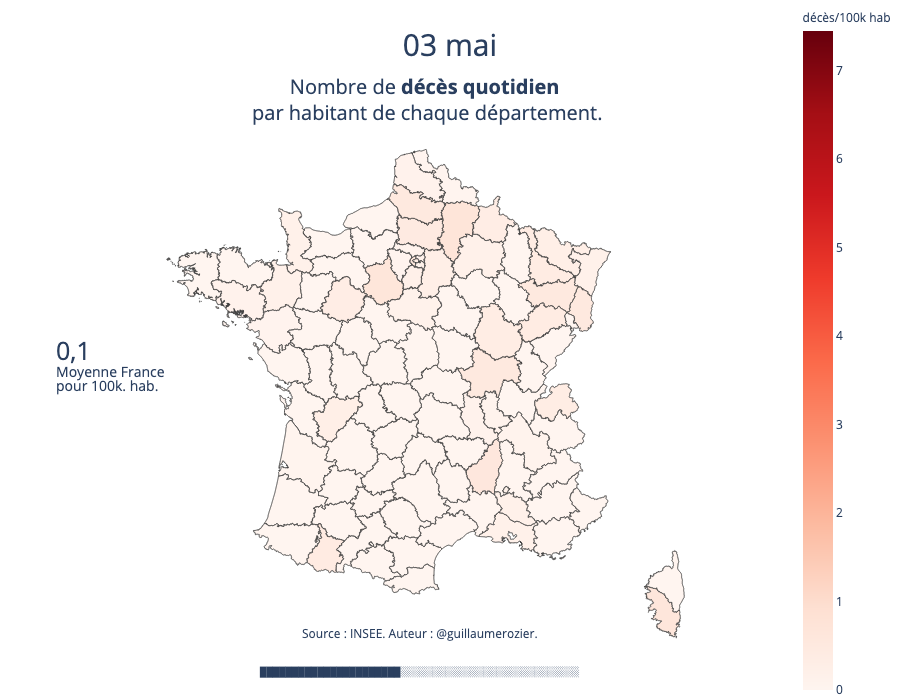 décès/100k hab
03 mai
Nombre de décès quotidien
par habitant de chaque département.
7
6
5
4
3
2
1
0
0,1
Moyenne France
pour 100k. hab.
Source : INSEE. Auteur : @guillaumerozier.